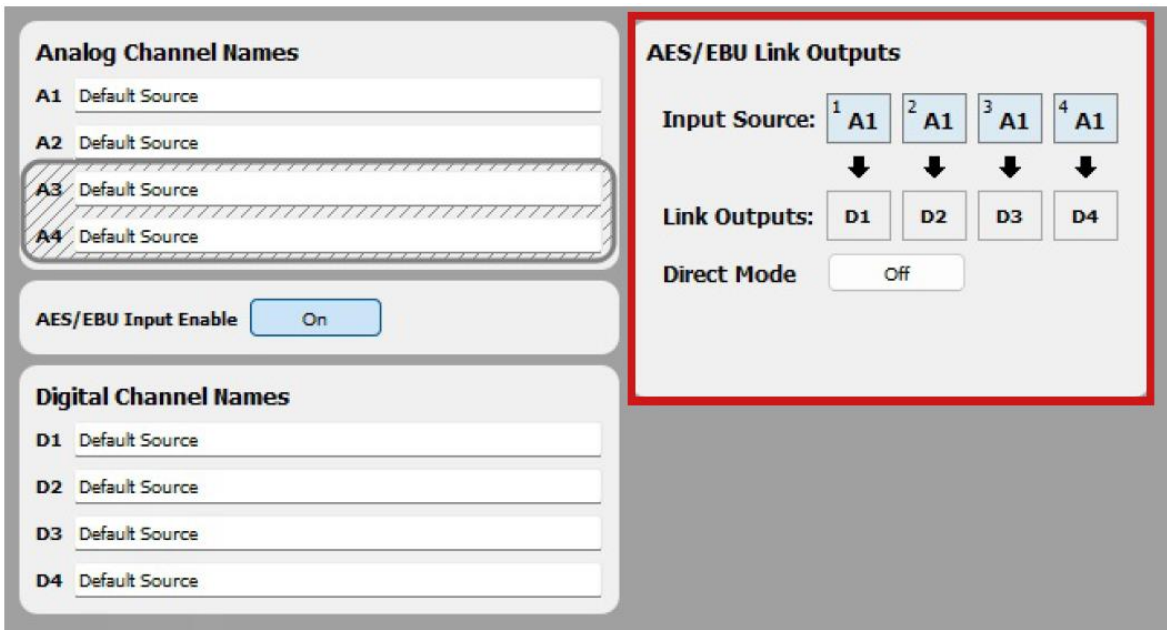 Analog Channel Names
A1 Default Source
A2 Default Source
A3 Default Source
A4 Default Source
AES/EBU Input Enable On
Digital Channel Names
D1 Default Source
D2 Default Source
D3 Default Source
D4 Default Source
AES/EBU Link Outputs
Input Source: 1 A1 2 A1 3 A1 4 A1
Link Outputs: D1 D2 D3 D4
Direct Mode Off